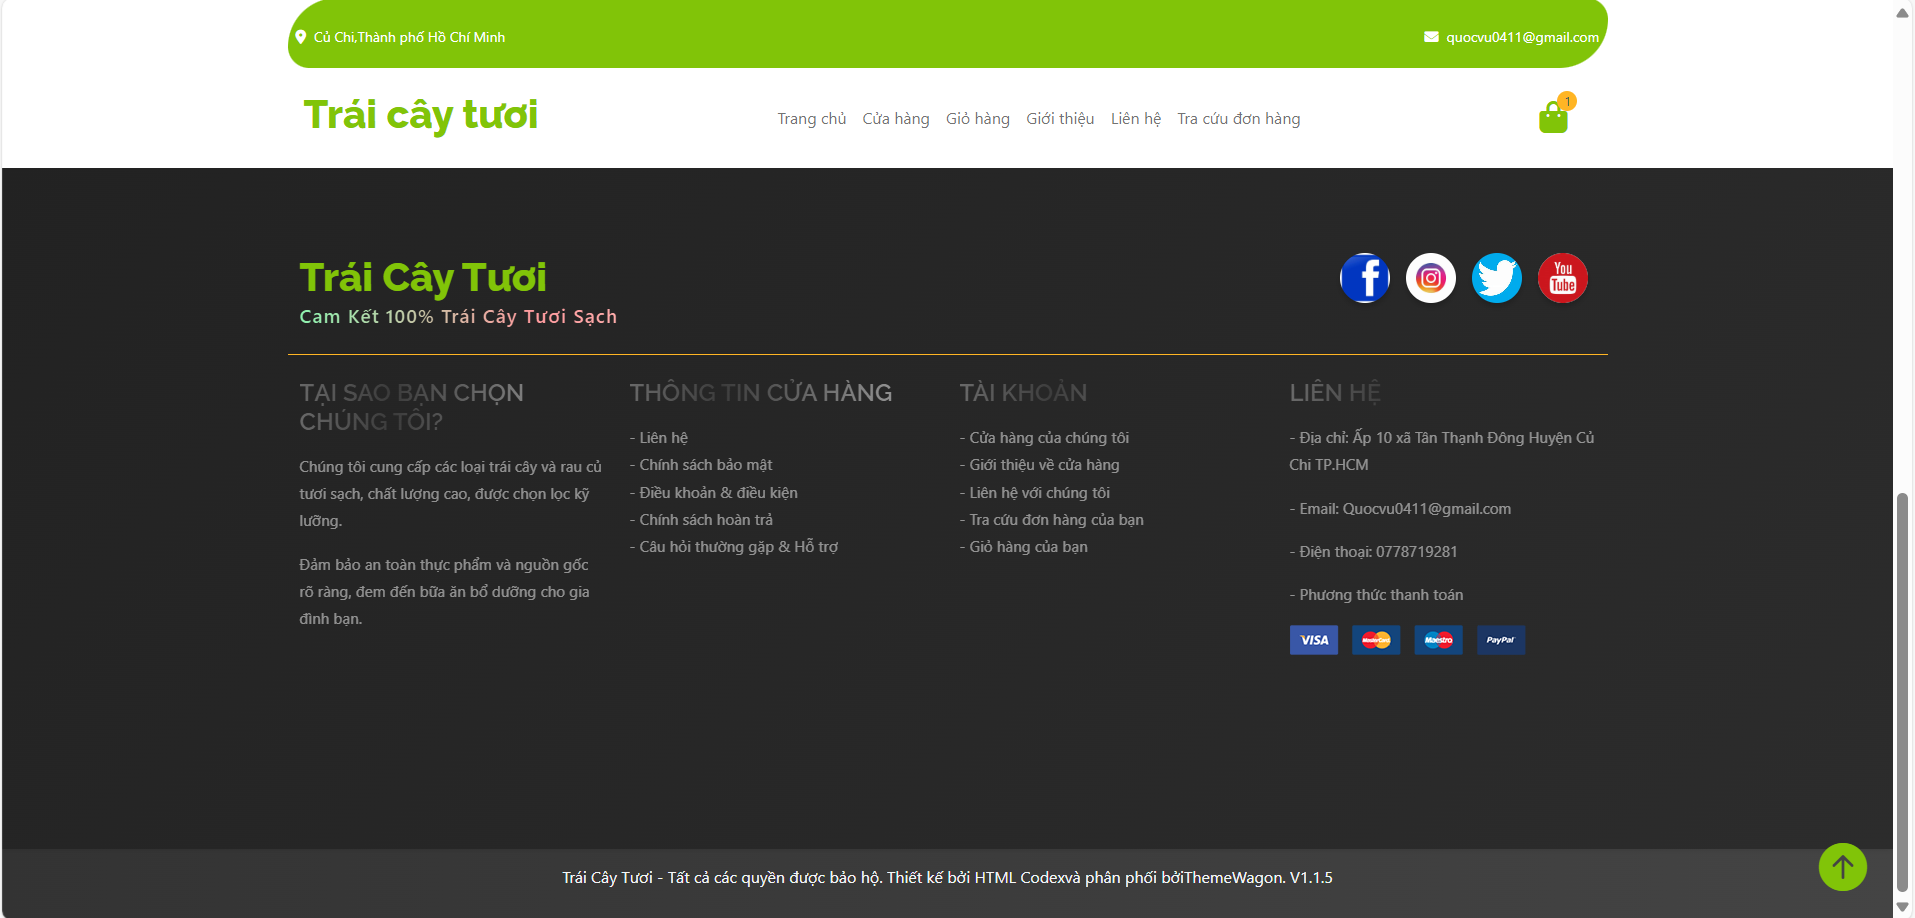 Củ Chi,Thành phố Hồ Chí Minh
quocvu0411@gmail.com
Trái cây tươi
Trang chủ Cửa hàng Giỏ hàng Giới thiệu Liên hệ Tra cứu đơn hàng
1
Trái Cây Tươi
Cam Kết 100% Trái Cây Tươi Sạch
f
You
Tube
TẠI SAO BẠN CHỌN
CHÚNG TÔI?
Chúng tôi cung cấp các loại trái cây và rau củ
tươi sạch, chất lượng cao, được chọn lọc kỹ
lưỡng.
Đảm bảo an toàn thực phẩm và nguồn gốc
rõ ràng, đem đến bữa ăn bổ dưỡng cho gia
đình bạn.
THÔNG TIN CỬA HÀNG
- Liên hệ
- Chính sách bảo mật
- Điều khoản & điều kiện
- Chính sách hoàn trả
- Câu hỏi thường gặp & Hỗ trợ
TÀI KHOẢN
- Cửa hàng của chúng tôi
- Giới thiệu về cửa hàng
- Liên hệ với chúng tôi
- Tra cứu đơn hàng của bạn
- Giỏ hàng của bạn
LIÊN HỆ
- Địa chỉ: Ấp 10 xã Tân Thạnh Đông Huyện Củ
Chi TP.HCM
- Email: Quocvu0411@gmail.com
- Điện thoại: 0778719281
- Phương thức thanh toán
VISA MasterCard Maestro PayPal
Trái Cây Tươi - Tất cả các quyền được bảo hộ. Thiết kế bởi HTML Codexvà phân phối bởiThemeWagon. V1.1.5